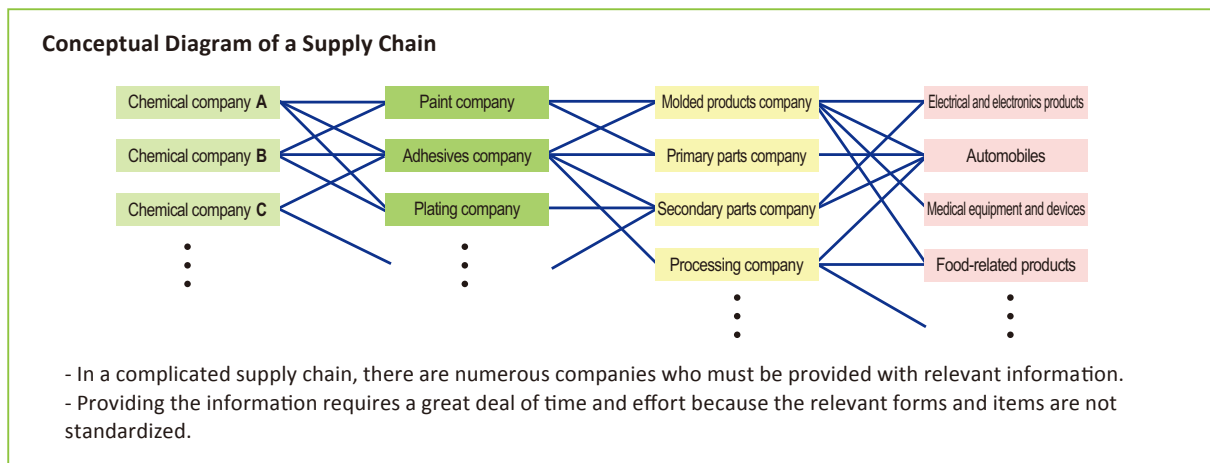 Conceptual Diagram of a Supply Chain
Chemical company A
Paint company
Molded products company
Electrical and electronics products
Chemical company B
Adhesives company
Primary parts company
Automobiles
Chemical company C
Plating company
Secondary parts company
Medical equipment and devices
Processing company
Food-related products
- In a complicated supply chain, there are numerous companies who must be provided with relevant information.
- Providing the information requires a great deal of time and effort because the relevant forms and items are not
standardized.